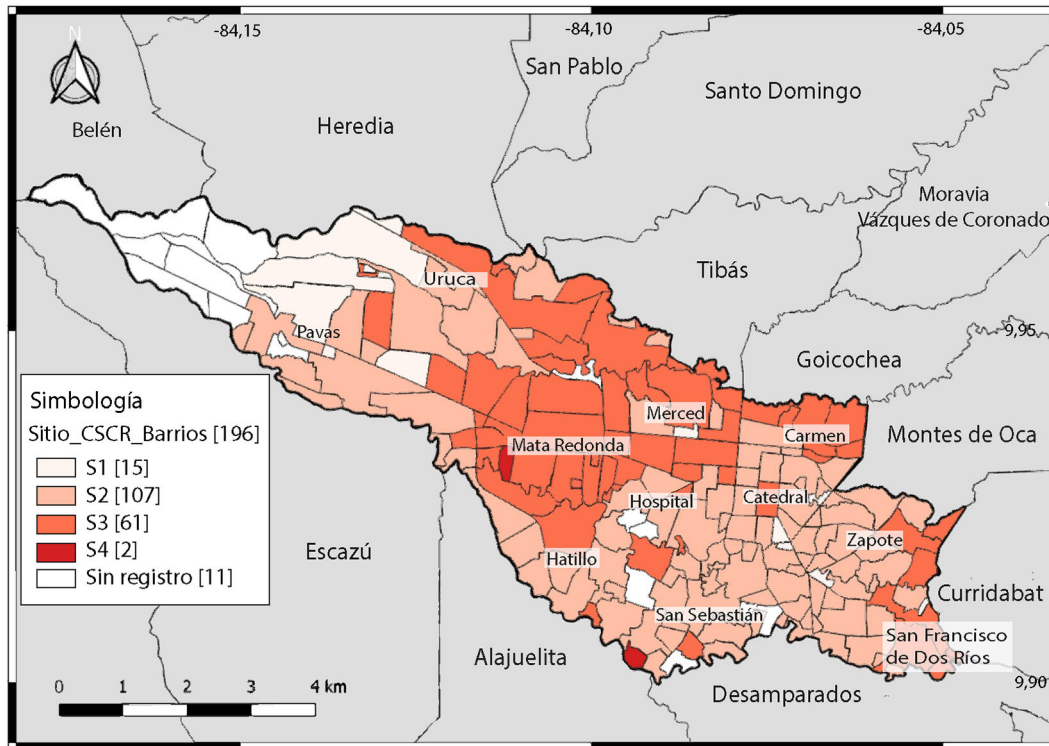 -84,15
-84,10
-84,05
N
San Pablo
Santo Domingo
Belén
Heredia
Moravia
Vázques de Coronado
Tibás
Uruca
Pavas
9,95
Goicochea
Simbología
Sitio_CSCR_Barrios [196]
S1 [15]
S2 [107]
S3 [61]
S4 [2]
Sin registro [11]
Merced
Carmen
Mata Redonda
Montes de Oca
Hospital
Catedral
Escazú
Hatillo
Zapote
Curridabat
San Sebastián
San Francisco
de Dos Ríos
Alajuelita
Desamparados
9,90
0 1 2 3 4 km